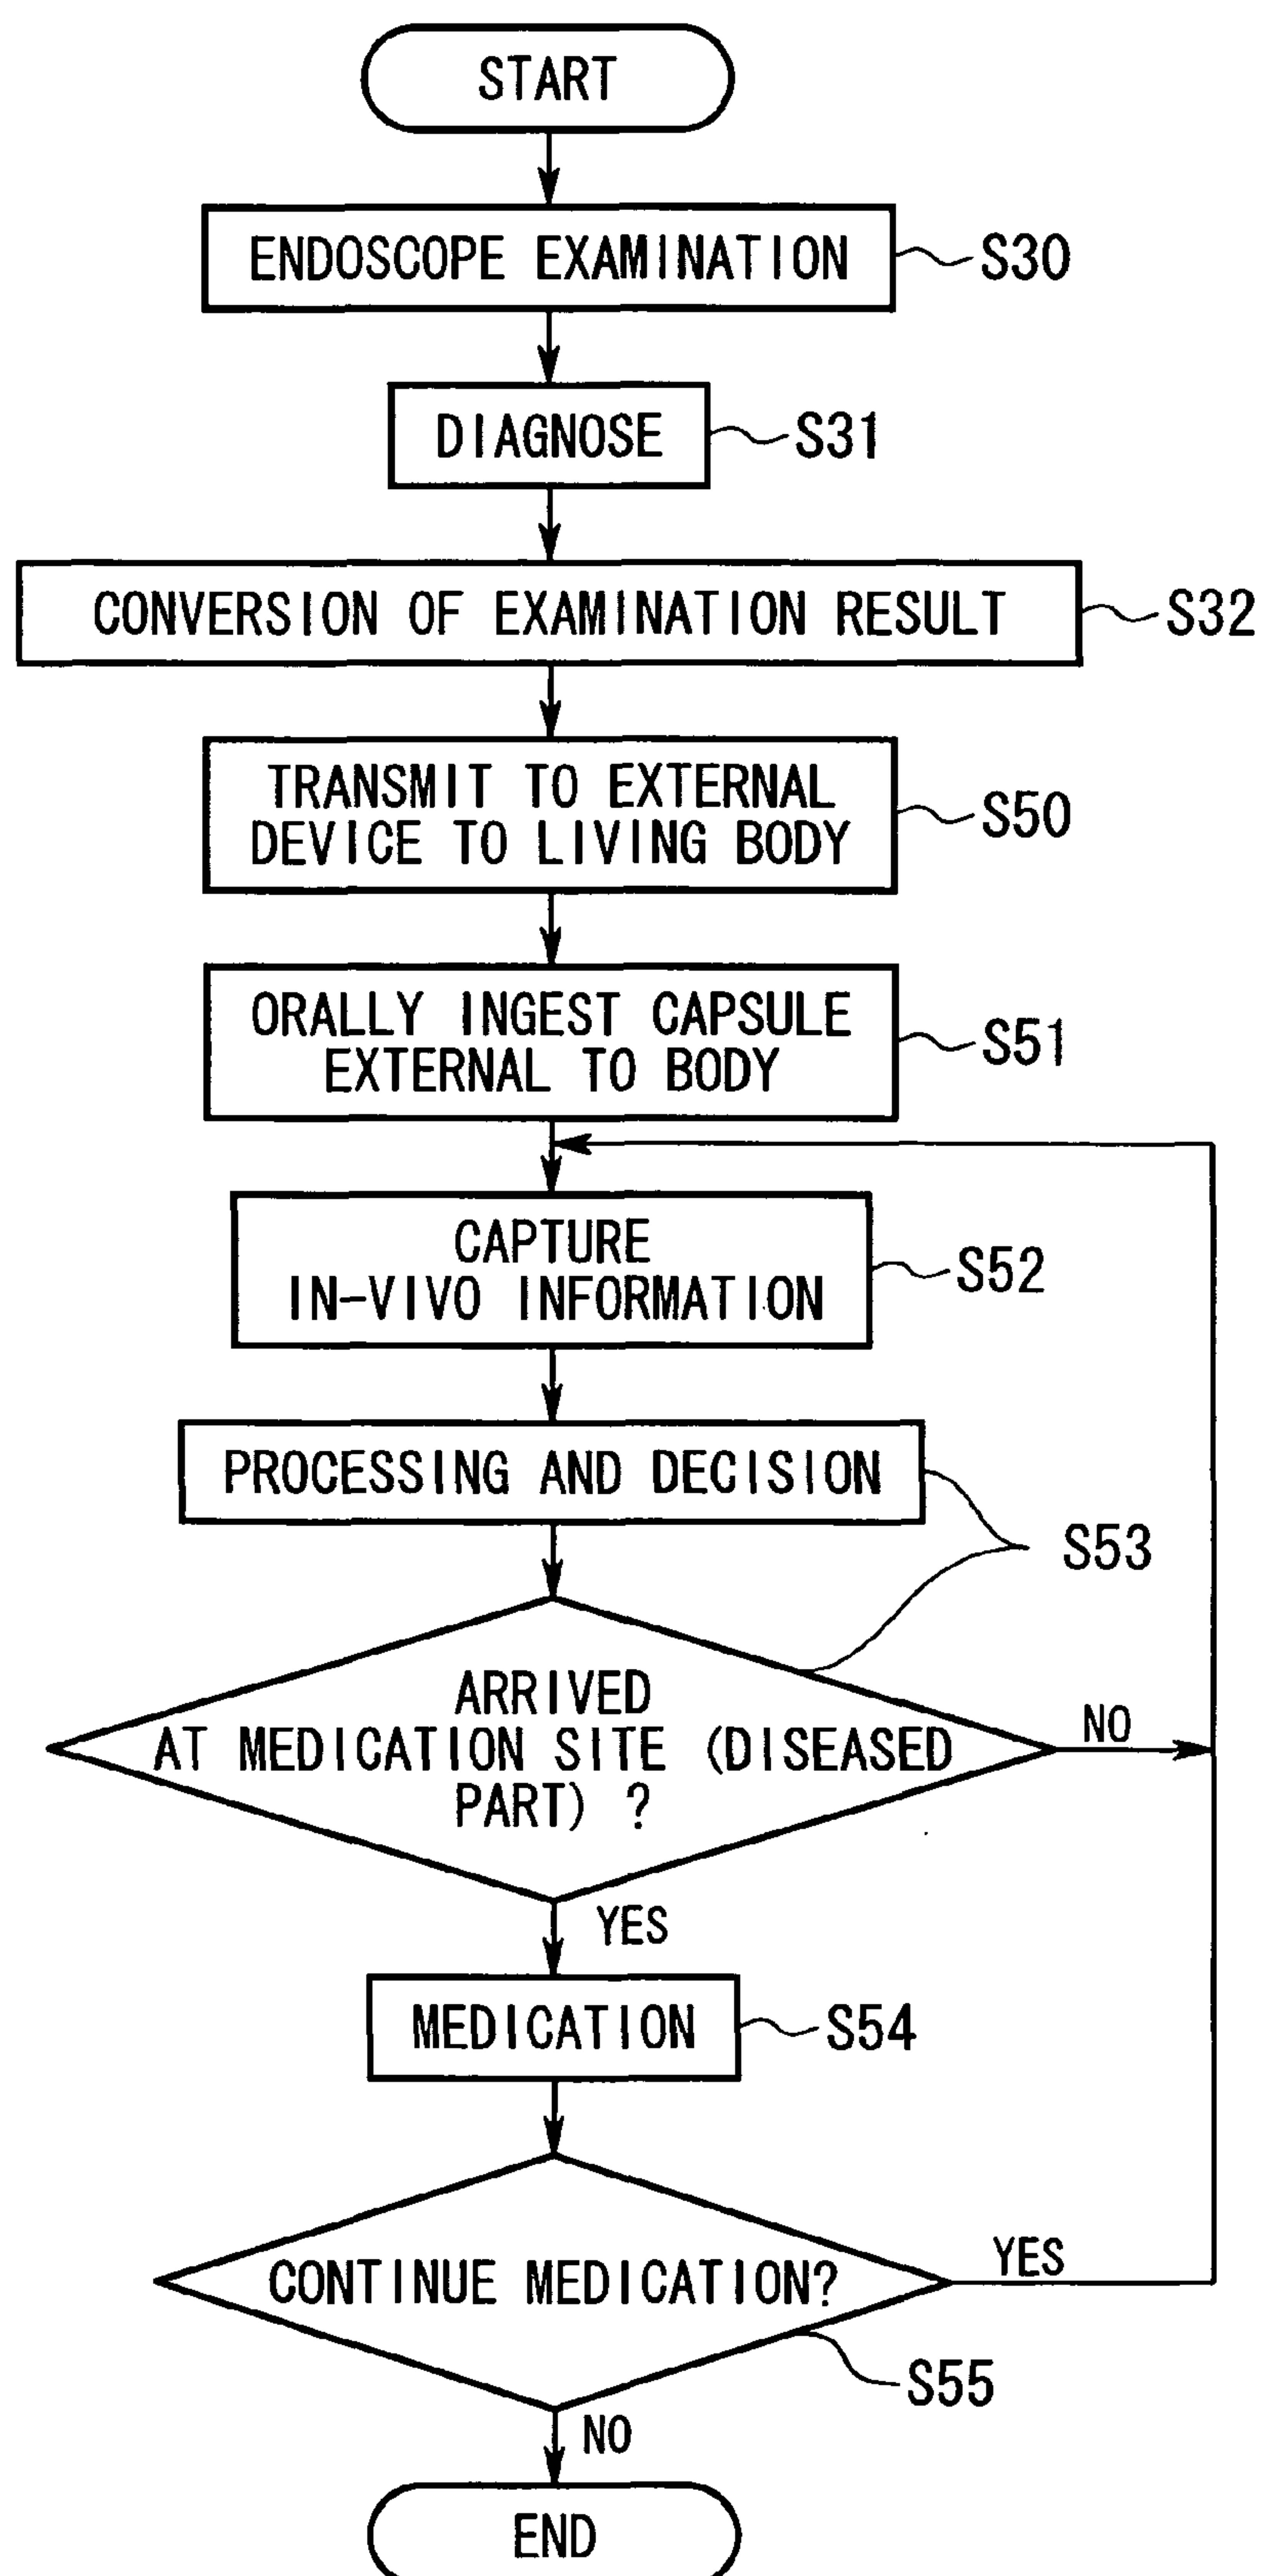 START
ENDOSCOPE EXAMINATION
S30
DIAGNOSE
S31
CONVERSION OF EXAMINATION RESULT
S32
TRANSMIT TO EXTERNAL
DEVICE TO LIVING BODY
S50
ORALLY INGEST CAPSULE
EXTERNAL TO BODY
S51
CAPTURE
IN-VIVO INFORMATION
S52
PROCESSING AND DECISION
S53
ARRIVED
AT MEDICATION SITE (DISEASED
PART) ?
NO
YES
MEDICATION
S54
CONTINUE MEDICATION?
YES
S55
NO
END